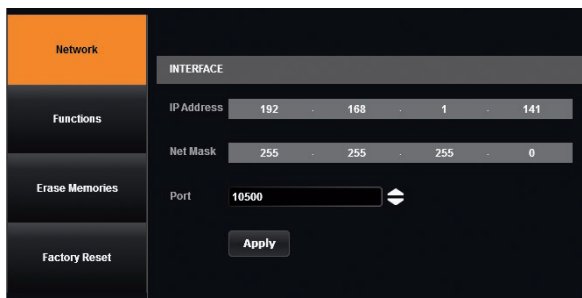 Network
Functions
Erase Memories
Factory Reset
INTERFACE
IP Address 192 . 168 . 1 . 141
Net Mask 255 . 255 . 255 . 0
Port 10500
Apply